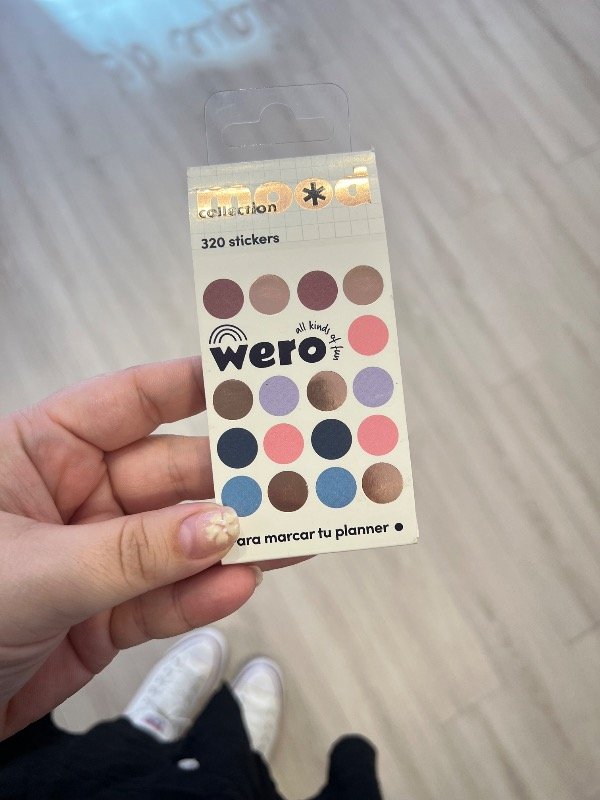 mood
collection
320 stickers
all kinds of fun
wero
ara marcar tu planner